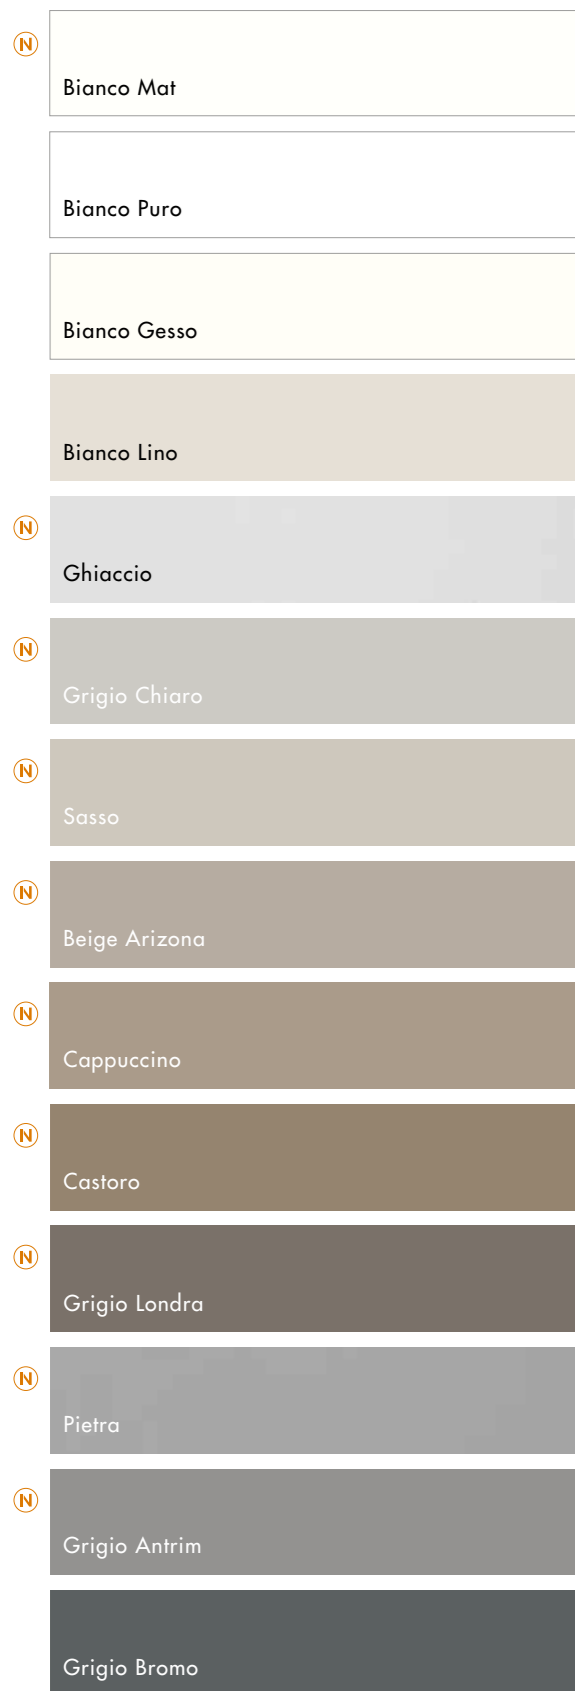 N
Bianco Mat
Bianco Puro
Bianco Gesso
Bianco Lino
N
Ghiaccio
N
Grigio Chiaro
N
Sasso
N
Beige Arizona
N
Cappuccino
N
Castoro
N
Grigio Londra
N
Pietra
N
Grigio Antrim
Grigio Bromo